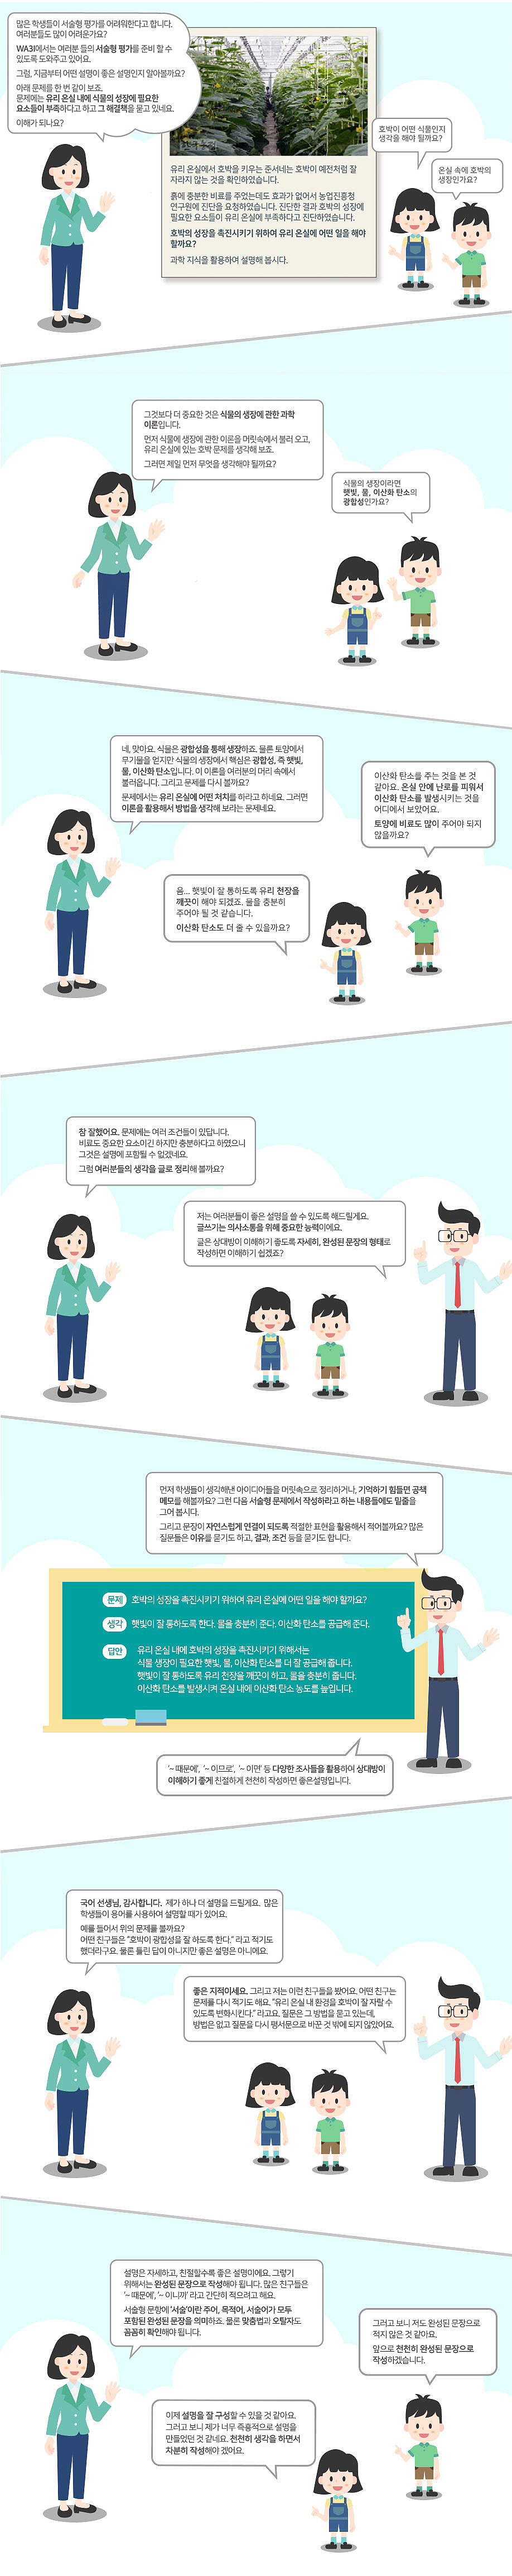 많은 학생들이 서술형 평가를 어려워한다고 합니다.
여러분들도 많이 어려운가요?
WA3I에서는 여러분 들의 서술형 평가를 준비 할 수
있도록 도와주고 있어요.
그럼, 지금부터 어떤 설명이 좋은 설명인지 알아볼까요?
아래 문제를 한 번 같이 보죠.
문제에는 유리 온실 내에 식물의 성장에 필요한
요소들이 부족하다고 하고 그 해결책을 묻고 있네요.
이해가 되나요?
유리 온실에서 호박을 키우는 준서네는 호박이 예전처럼 잘
자라지 않는 것을 확인하였습니다.
흙에 충분한 비료를 주었는데도 효과가 없어서 농업진흥청
연구원에 진단을 요청하였습니다. 진단한 결과 호박의 성장에
필요한 요소들이 유리 온실에 부족하다고 진단하였습니다.
호박의 성장을 촉진시키기 위하여 유리 온실에 어떤 일을 해야
할까요?
과학 지식을 활용하여 설명해 봅시다.
호박이 어떤 식물인지
생각을 해야 될까요?
온실 속에 호박의
생장인가요?
그것보다 더 중요한 것은 식물의 생장에 관한 과학
이론입니다.
먼저 식물에 생장에 관한 이론을 머릿속에서 불러 오고,
유리 온실에 있는 호박 문제를 생각해 보죠.
그러면 제일 먼저 무엇을 생각해야 될까요?
식물의 생장이라면
햇빛, 물, 이산화 탄소의
광합성인가요?
네, 맞아요. 식물은 광합성을 통해 생장하죠. 물론 토양에서
무기물을 얻지만 식물의 생장에서 핵심은 광합성, 즉 햇빛,
물, 이산화 탄소입니다. 이 이론을 여러분의 머리 속에서
불러옵니다. 그리고 문제를 다시 볼까요?
문제에서는 유리 온실에 어떤 처치를 하라고 하네요. 그러면
이론을 활용해서 방법을 생각해 보라는 문제네요.
이산화 탄소를 주는 것을 본 것
같아요. 온실 안에 난로를 피워서
이산화 탄소를 발생시키는 것을
어디에서 보았어요.
토양에 비료도 많이 주어야 되지
않을까요?
음... 햇빛이 잘 통하도록 유리 천장을
깨끗이 해야 되겠죠. 물을 충분히
주어야 될 것 같습니다.
이산화 탄소도 더 줄 수 있을까요?
참 잘했어요. 문제에는 여러 조건들이 있답니다.
비료도 중요한 요소이긴 하지만 충분하다고 하였으니
그것은 설명에 포함될 수 없겠네요.
그럼 여러분들의 생각을 글로 정리해 볼까요?
저는 여러분들이 좋은 설명을 쓸 수 있도록 해드릴게요.
글쓰기는 의사소통을 위해 중요한 능력이에요.
글은 상대방이 이해하기 좋도록 자세히, 완성된 문장의 형태로
작성하면 이해하기 쉽겠죠?
먼저 학생들이 생각해낸 아이디어들을 머릿속으로 정리하거나, 기억하기 힘들면 공책
메모를 해볼까요? 그런 다음 서술형 문제에서 작성하라고 하는 내용들에도 밑줄을
그어 봅시다.
그리고 문장이 자연스럽게 연결이 되도록 적절한 표현을 활용해서 적어볼까요? 많은
질문들은 이유를 묻기도 하고, 결과, 조건 등을 묻기도 합니다.
문제 호박의 성장을 촉진시키기 위하여 유리 온실에 어떤 일을 해야 할까요?
생각 햇빛이 잘 통하도록 한다. 물을 충분히 준다. 이산화 탄소를 공급해 준다.
답안 유리 온실 내에 호박의 성장을 촉진시키기 위해서는
식물 생장이 필요한 햇빛, 물, 이산화 탄소를 더 잘 공급해 줍니다.
햇빛이 잘 통하도록 유리 천장을 깨끗이 하고, 물을 충분히 줍니다.
이산화 탄소를 발생시켜 온실 내에 이산화 탄소 농도를 높입니다.
'~ 때문에', '~ 이므로', '~ 이면' 등 다양한 조사들을 활용하여 상대방이
이해하기 좋게 친절하게 천천히 작성하면 좋은설명입니다.
국어 선생님, 감사합니다. 제가 하나 더 설명을 드릴게요. 많은
학생들이 용어를 사용하여 설명할 때가 있어요.
예를 들어서 위의 문제를 볼까요?
어떤 친구들은 "호박이 광합성을 잘 하도록 한다." 라고 적기도
했더라구요. 물론 틀린 답이 아니지만 좋은 설명은 아니에요.
좋은 지적이세요. 그리고 저는 이런 친구들을 봤어요. 어떤 친구는
문제를 다시 적기도 해요. "유리 온실 내 환경을 호박이 잘 자랄 수
있도록 변화시킨다." 라고요. 질문은 그 방법을 묻고 있는데,
방법은 없고 질문을 다시 평서문으로 바꾼 것 밖에 되지 않았어요.
설명은 자세하고, 친절할수록 좋은 설명이에요. 그렇기
위해서는 완성된 문장으로 작성해야 됩니다. 많은 친구들은
'~ 때문에', '~ 이니까' 라고 간단히 적으려고 해요.
서술형 문항에 '서술'이란 주어, 목적어, 서술어가 모두
포함된 완성된 문장을 의미하죠. 물론 맞춤법과 오탈자도
꼼꼼히 확인해야 됩니다.
그러고 보니 저도 완성된 문장으로
적지 않은 것 같아요.
앞으로 천천히 완성된 문장으로
작성하겠습니다.
이제 설명을 잘 구성할 수 있을 것 같아요.
그러고 보니 제가 너무 즉흥적으로 설명을
만들었던 것 같네요. 천천히 생각을 하면서
차분히 작성해야 겠어요.